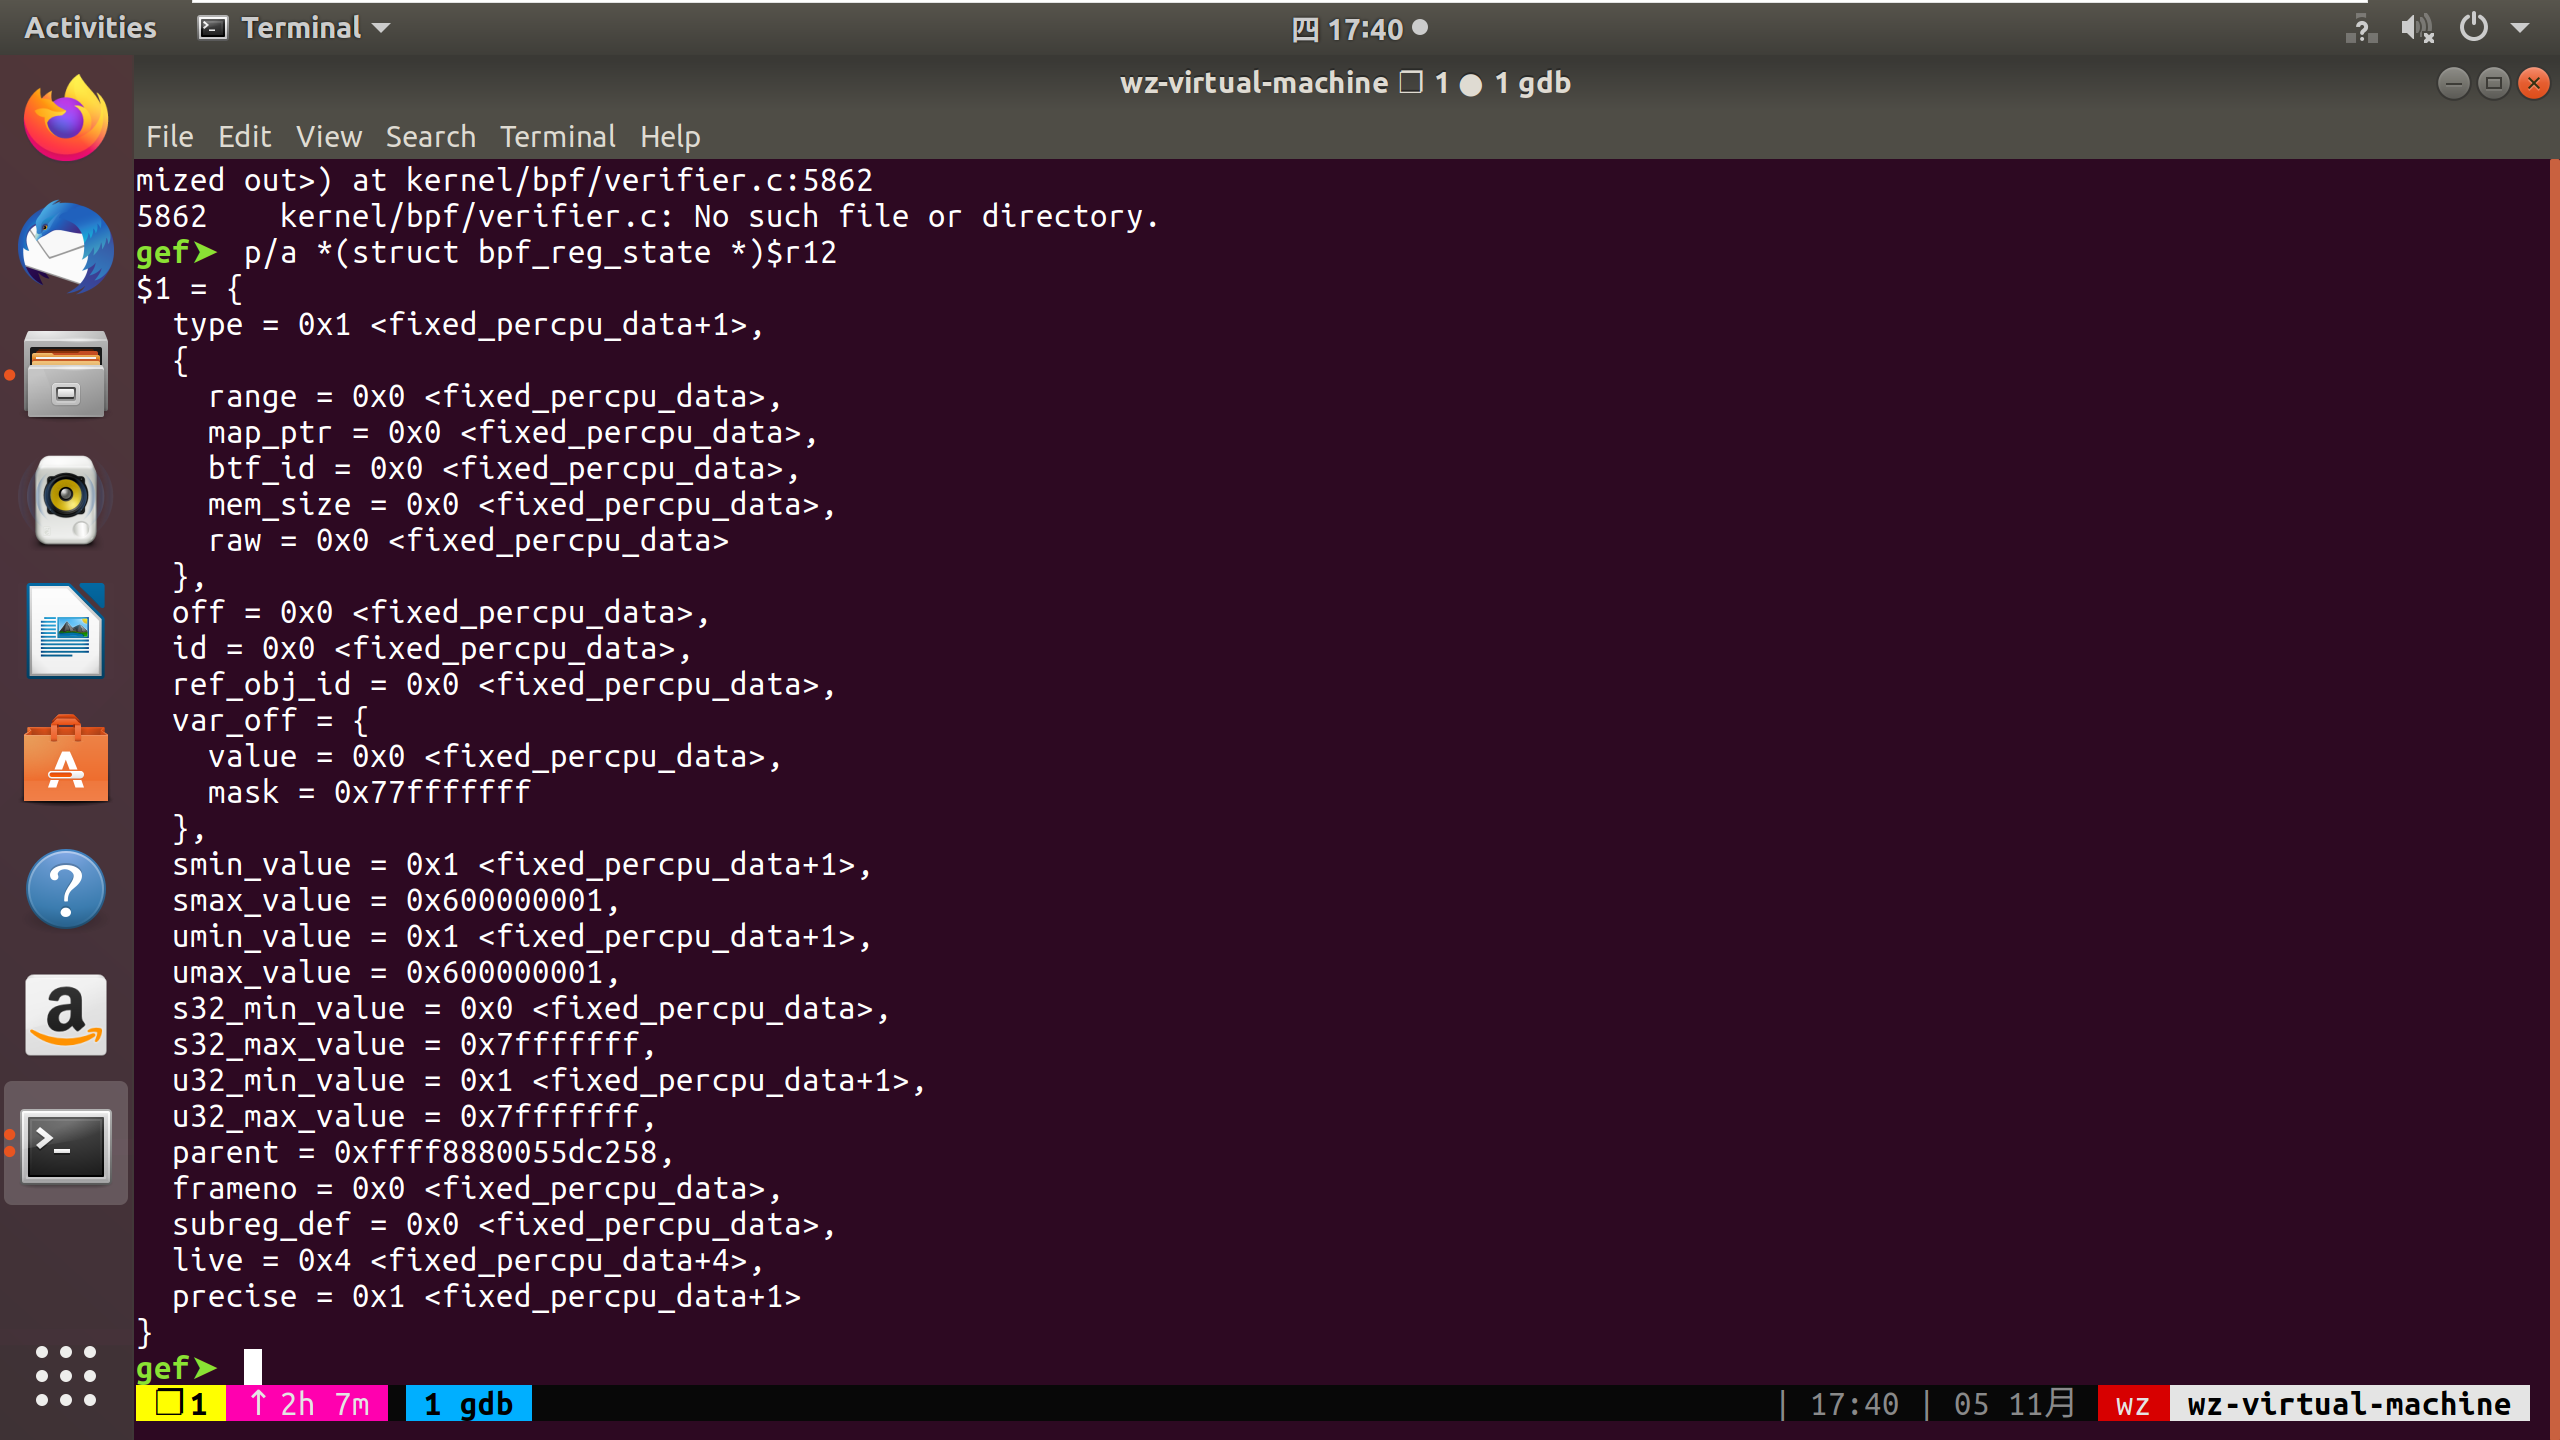 Activities Terminal 四 17:40
wz-virtual-machine ❐ 1 ● 1 gdb
File Edit View Search Terminal Help
mized out>) at kernel/bpf/verifier.c:5862
5862    kernel/bpf/verifier.c: No such file or directory.
gef➤  p/a *(struct bpf_reg_state *)$r12
$1 = {
  type = 0x1 <fixed_percpu_data+1>,
  {
    range = 0x0 <fixed_percpu_data>,
    map_ptr = 0x0 <fixed_percpu_data>,
    btf_id = 0x0 <fixed_percpu_data>,
    mem_size = 0x0 <fixed_percpu_data>,
    raw = 0x0 <fixed_percpu_data>
  },
  off = 0x0 <fixed_percpu_data>,
  id = 0x0 <fixed_percpu_data>,
  ref_obj_id = 0x0 <fixed_percpu_data>,
  var_off = {
    value = 0x0 <fixed_percpu_data>,
    mask = 0x77fffffff
  },
  smin_value = 0x1 <fixed_percpu_data+1>,
  smax_value = 0x600000001,
  umin_value = 0x1 <fixed_percpu_data+1>,
  umax_value = 0x600000001,
  s32_min_value = 0x0 <fixed_percpu_data>,
  s32_max_value = 0x7fffffff,
  u32_min_value = 0x1 <fixed_percpu_data+1>,
  u32_max_value = 0x7fffffff,
  parent = 0xffff8880055dc258,
  frameno = 0x0 <fixed_percpu_data>,
  subreg_def = 0x0 <fixed_percpu_data>,
  live = 0x4 <fixed_percpu_data+4>,
  precise = 0x1 <fixed_percpu_data+1>
}
gef➤
❐ 1 ↑ 2h 7m 1 gdb | 17:40 | 05 11月 wz wz-virtual-machine